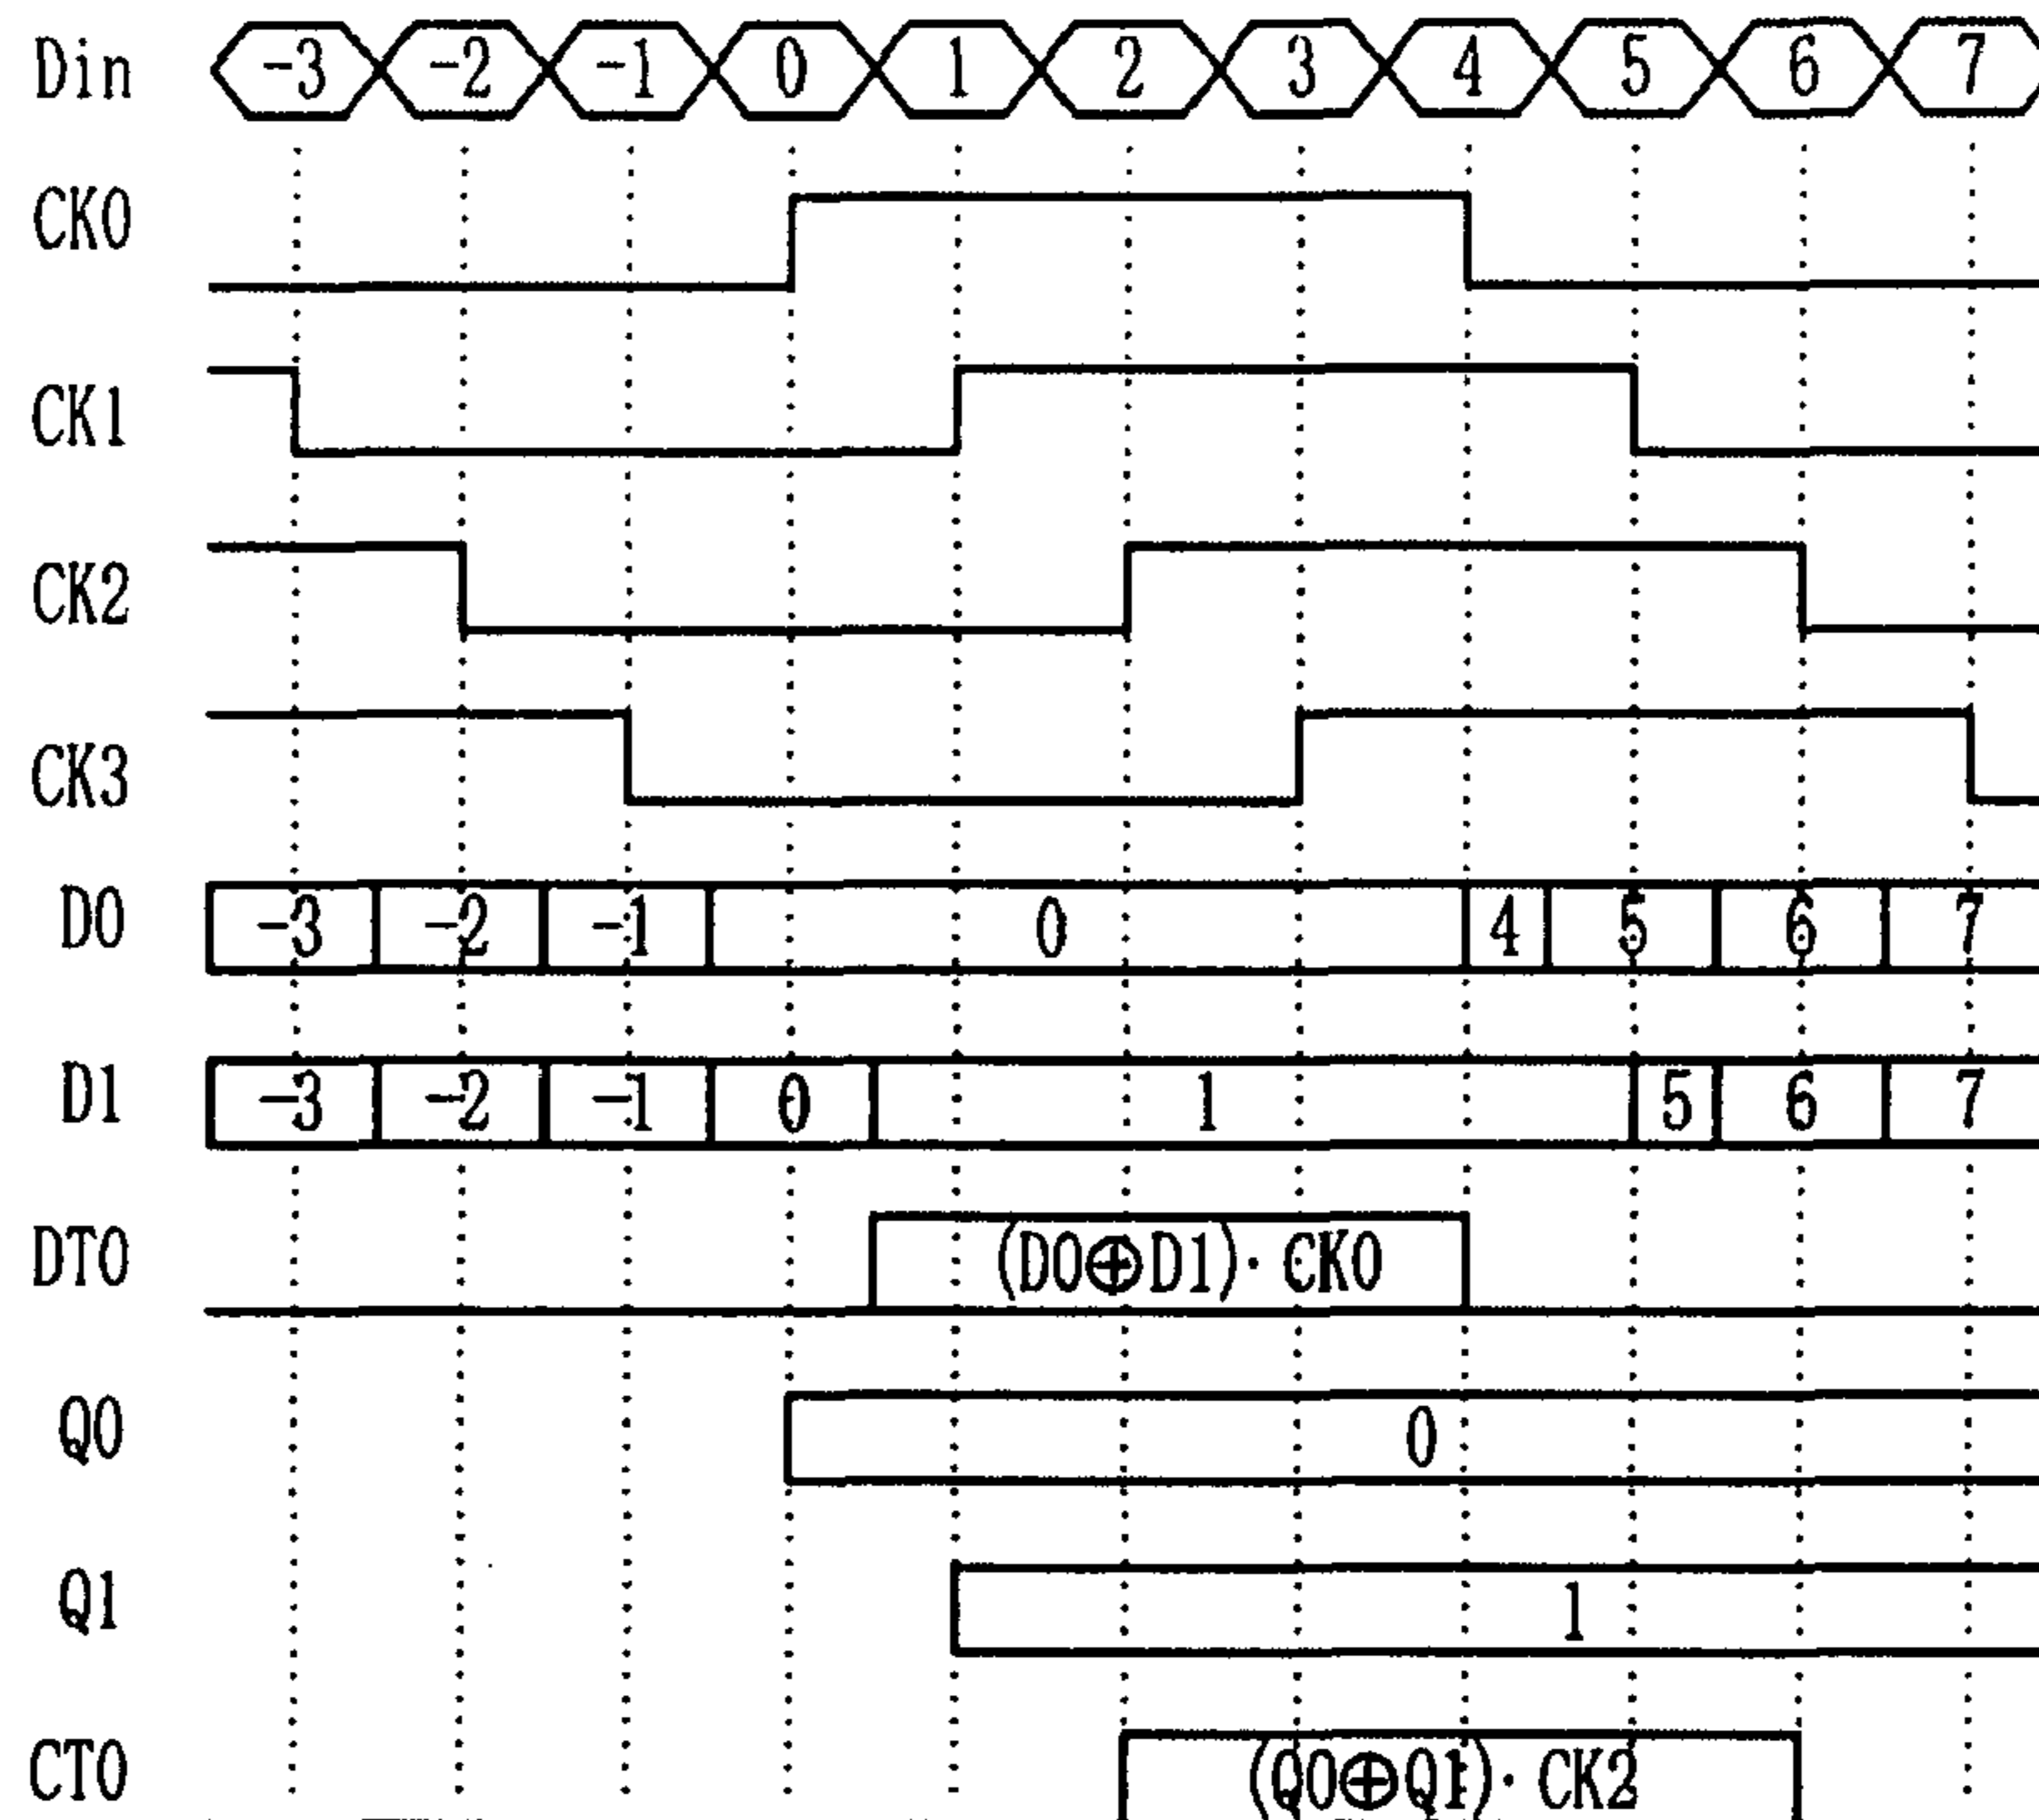 Din -3 -2 -1 0 1 2 3 4 5 6 7
CK0
CK1
CK2
CK3
D0 -3 -2 -1 0 4 5 6 7
D1 -3 -2 -1 0 1 5 6 7
DT0 (D0⊕D1)· CK0
Q0 0
Q1 1
CT0 (Q0⊕Q1)· CK2